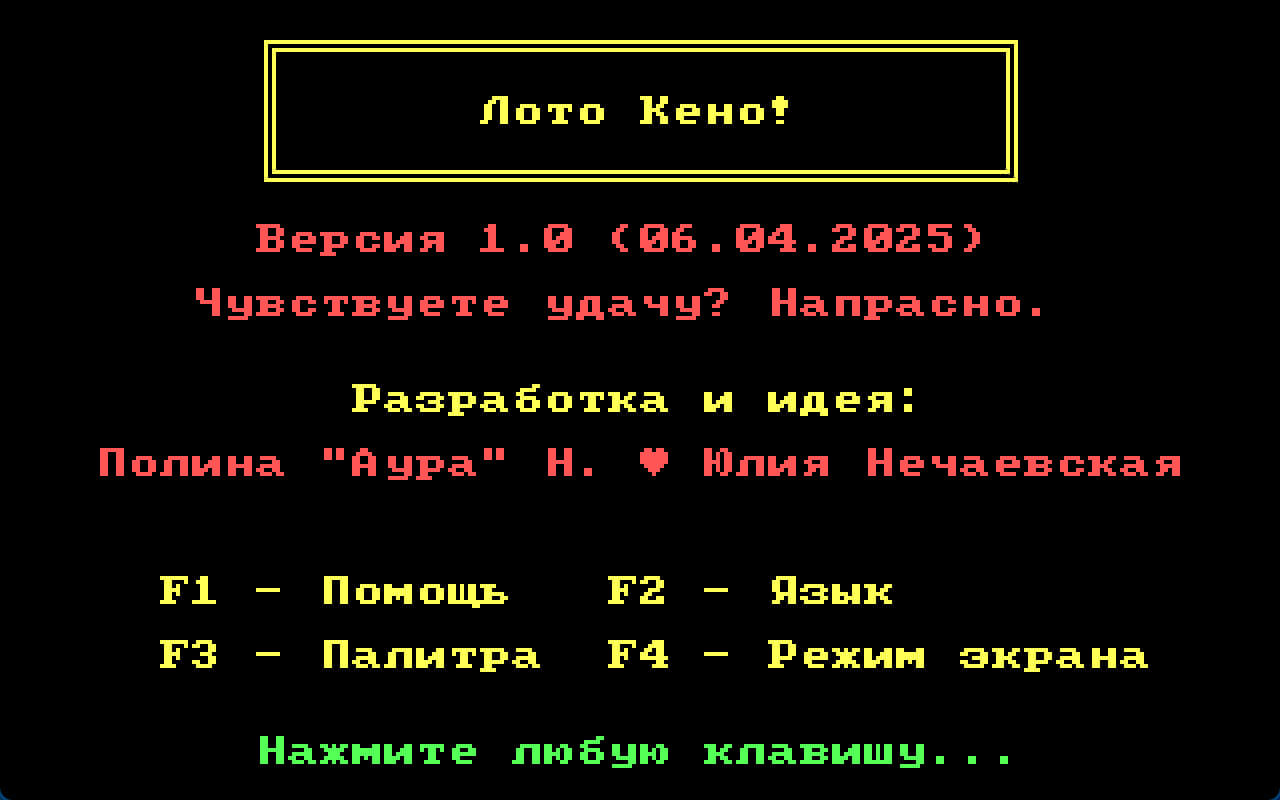 Лото Кено!
Версия 1.0 (06.04.2025)
Чувствуете удачу? Напрасно.
Разработка и идея:
Полина "Аура" Н. ♥ Юлия Нечаевская
F1 - Помощь F2 - Язык
F3 - Палитра F4 - Режим экрана
Нажмите любую клавишу...